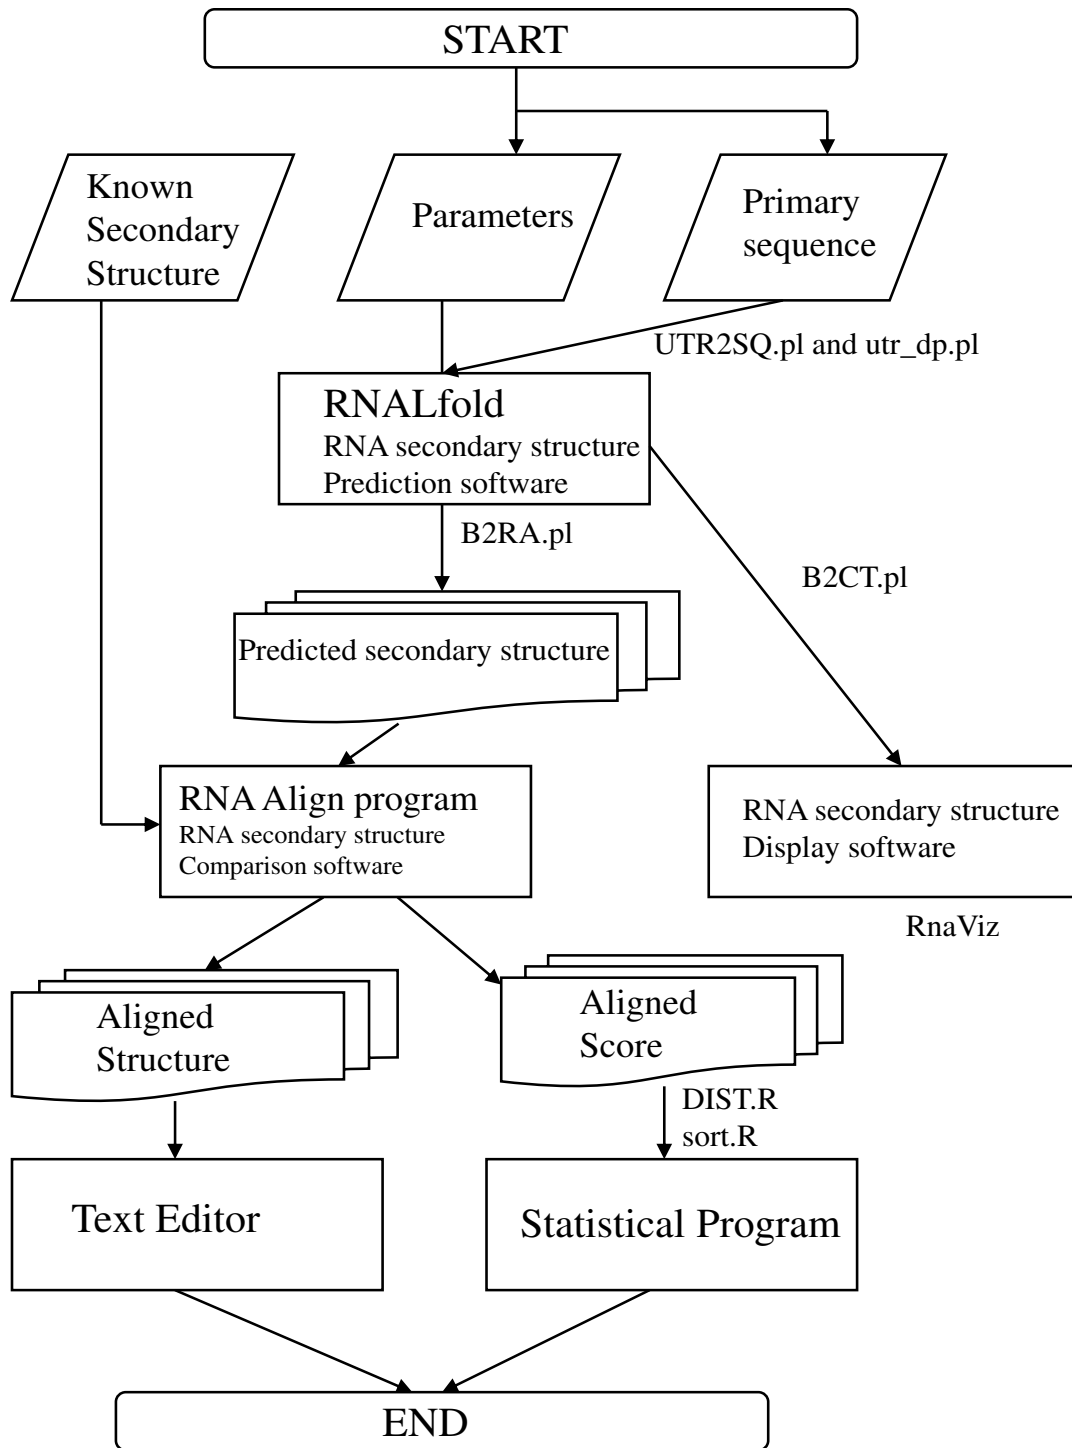 START
Known
Secondary
Structure
Parameters
Primary
sequence
UTR2SQ.pl and utr_dp.pl
RNALfold
RNA secondary structure
Prediction software
B2RA.pl
B2CT.pl
Predicted secondary structure
RNA Align program
RNA secondary structure
Comparison software
RNA secondary structure
Display software
RnaViz
Aligned
Structure
Aligned
Score
DIST.R
sort.R
Text Editor
Statistical Program
END